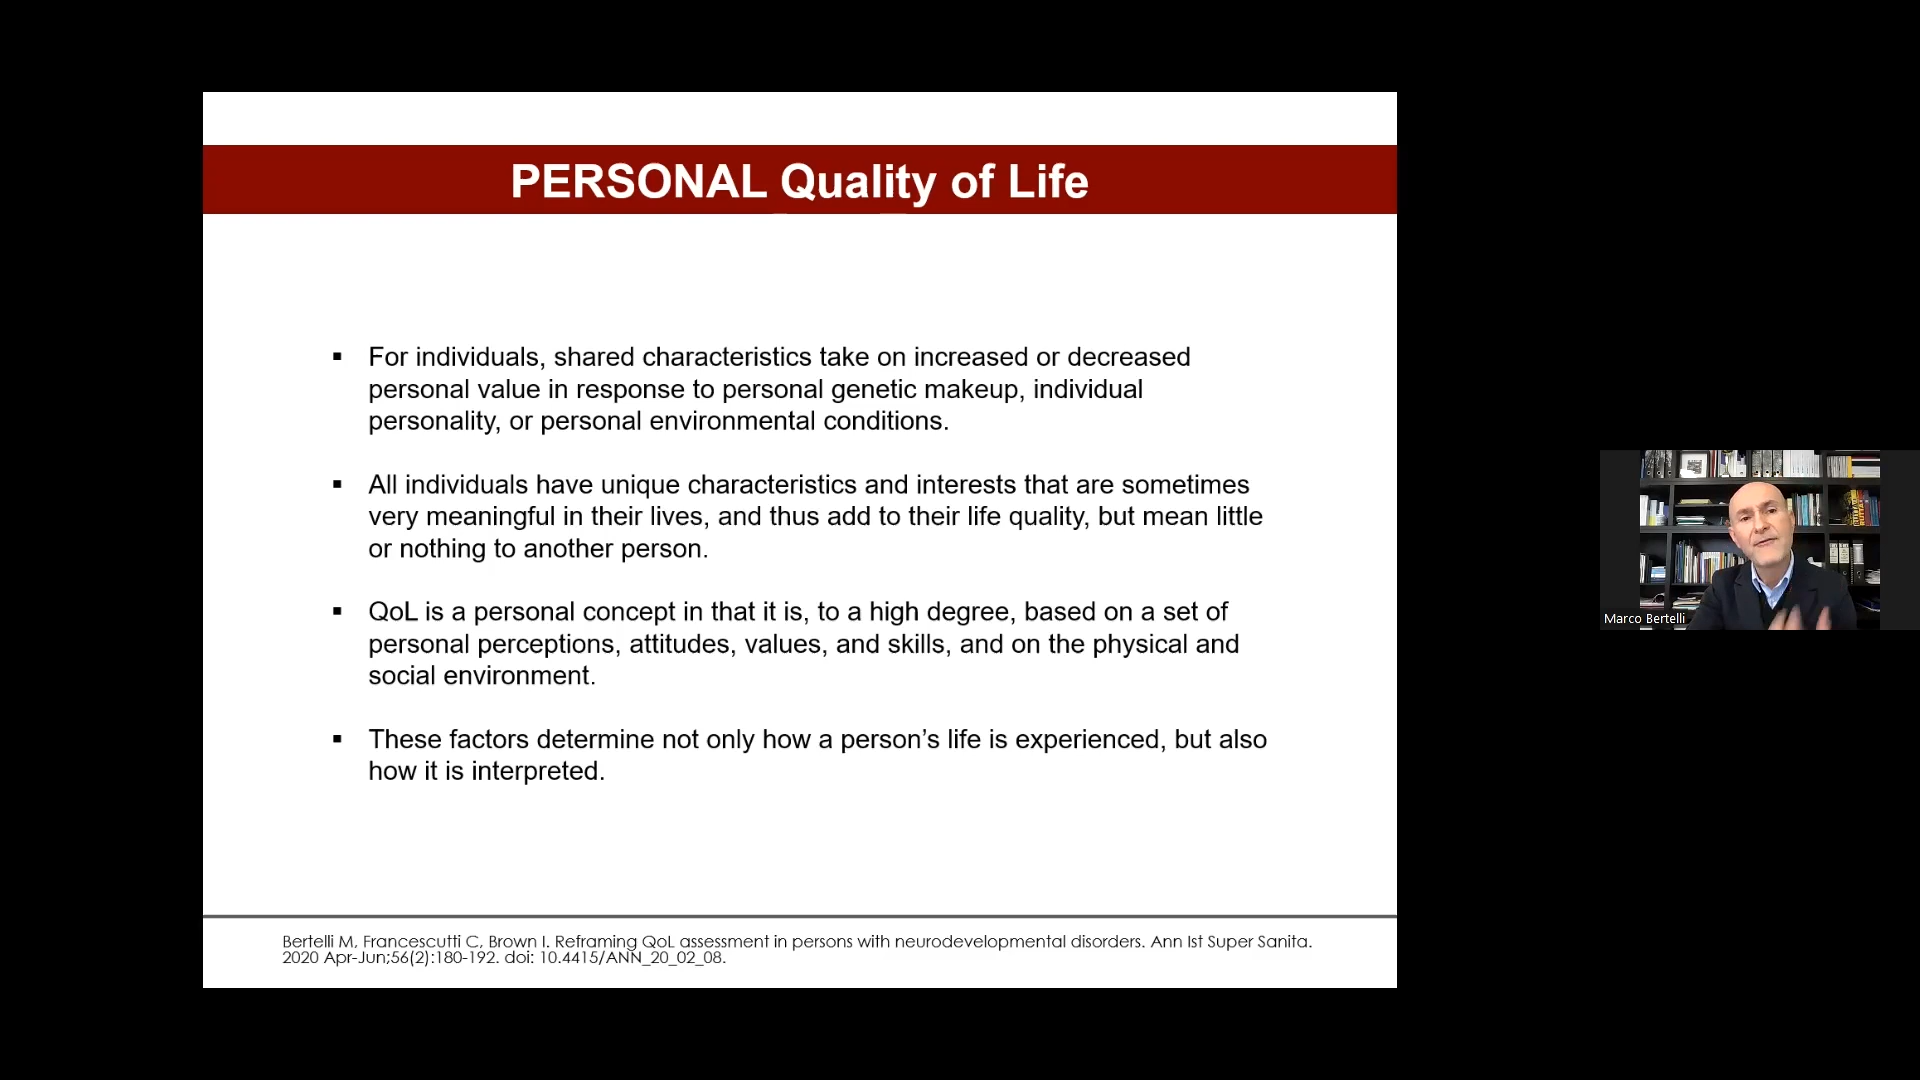 PERSONAL Quality of Life
▪ For individuals, shared characteristics take on increased or decreased
personal value in response to personal genetic makeup, individual
personality, or personal environmental conditions.
▪ All individuals have unique characteristics and interests that are sometimes
very meaningful in their lives, and thus add to their life quality, but mean little
or nothing to another person.
▪ QoL is a personal concept in that it is, to a high degree, based on a set of
personal perceptions, attitudes, values, and skills, and on the physical and
social environment.
▪ These factors determine not only how a person’s life is experienced, but also
how it is interpreted.
Bertelli M, Francescutti C, Brown I. Reframing QoL assessment in persons with neurodevelopmental disorders. Ann Ist Super Sanita.
2020 Apr-Jun;56(2):180-192. doi: 10.4415/ANN_20_02_08.
Marco Bertelli